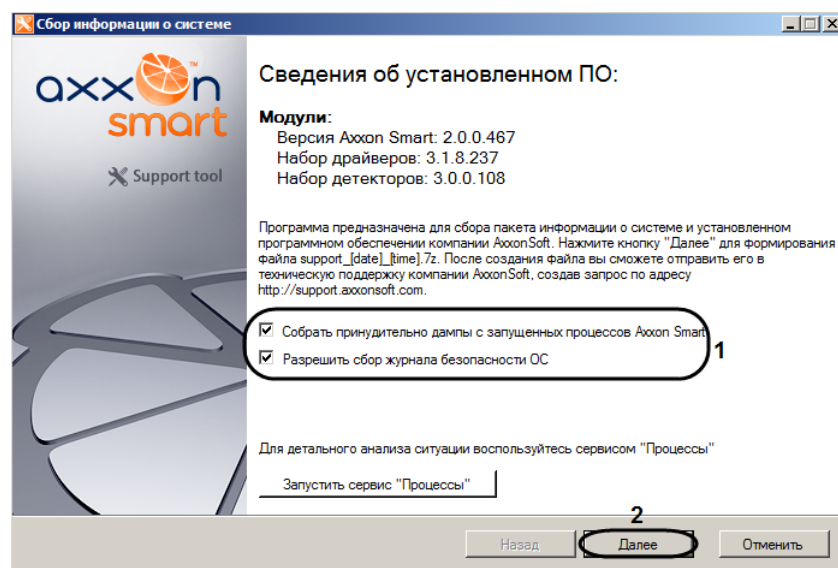 Сбор информации о системе
axxon
™
smart
Support tool
Сведения об установленном ПО:
Модули:
Версия Axxon Smart: 2.0.0.467
Набор драйверов: 3.1.8.237
Набор детекторов: 3.0.0.108
Программа предназначена для сбора пакета информации о системе и установленном
программном обеспечении компании AxxonSoft. Нажмите кнопку "Далее" для формирования
файла support_[date]_[time].7z. После создания файла вы сможете отправить его в
техническую поддержку компании AxxonSoft, создав запрос по адресу
http://support.axxonsoft.com.
Собрать принудительно дампы с запущенных процессов Axxon Smart
Разрешить сбор журнала безопасности ОС
1
Для детального анализа ситуации воспользуйтесь сервисом "Процессы"
Запустить сервис "Процессы"
2
Назад
Далее
Отменить